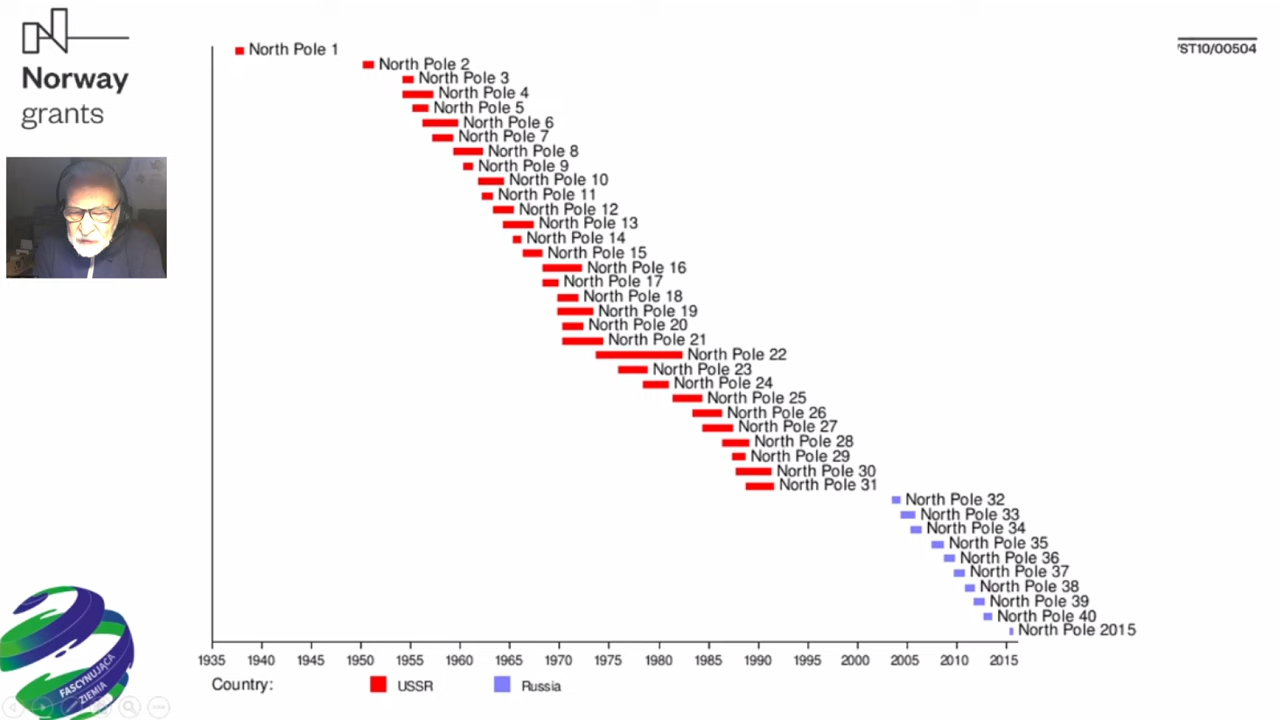 Norway
grants
/ST10/00504
North Pole 1
North Pole 2
North Pole 3
North Pole 4
North Pole 5
North Pole 6
North Pole 7
North Pole 8
North Pole 9
North Pole 10
North Pole 11
North Pole 12
North Pole 13
North Pole 14
North Pole 15
North Pole 16
North Pole 17
North Pole 18
North Pole 19
North Pole 20
North Pole 21
North Pole 22
North Pole 23
North Pole 24
North Pole 25
North Pole 26
North Pole 27
North Pole 28
North Pole 29
North Pole 30
North Pole 31
North Pole 32
North Pole 33
North Pole 34
North Pole 35
North Pole 36
North Pole 37
North Pole 38
North Pole 39
North Pole 40
North Pole 2015
1935 1940 1945 1950 1955 1960 1965 1970 1975 1980 1985 1990 1995 2000 2005 2010 2015
Country: USSR Russia
FASCYNUJĄCA
ZIEMIA